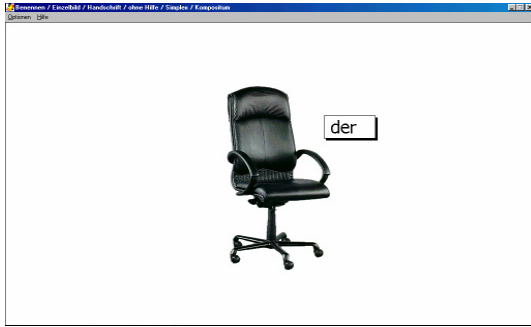 Benennen / Einzelbild / Handschrift / ohne Hilfe / Simplex / Kompositum
Optionen Hilfe
der